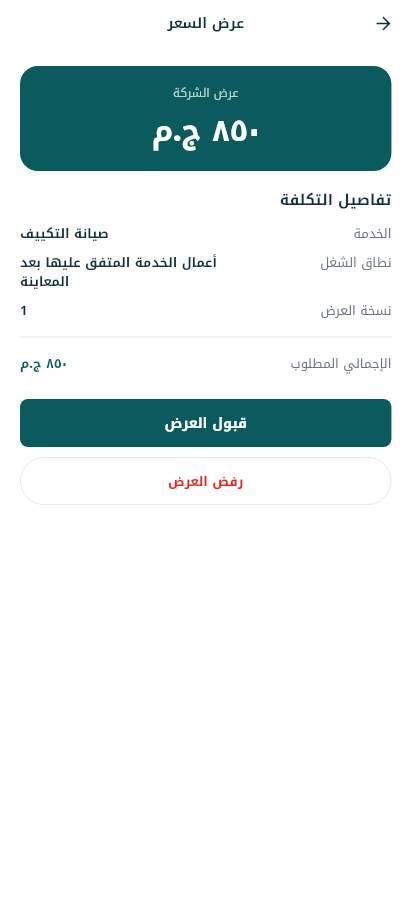 عرض السعر
عرض الشركة
٨٥٠ ج.م
تفاصيل التكلفة
الخدمة
صيانة التكييف
نطاق الشغل
أعمال الخدمة المتفق عليها بعد
المعاينة
نسخة العرض
1
الإجمالي المطلوب
٨٥٠ ج.م
قبول العرض
رفض العرض